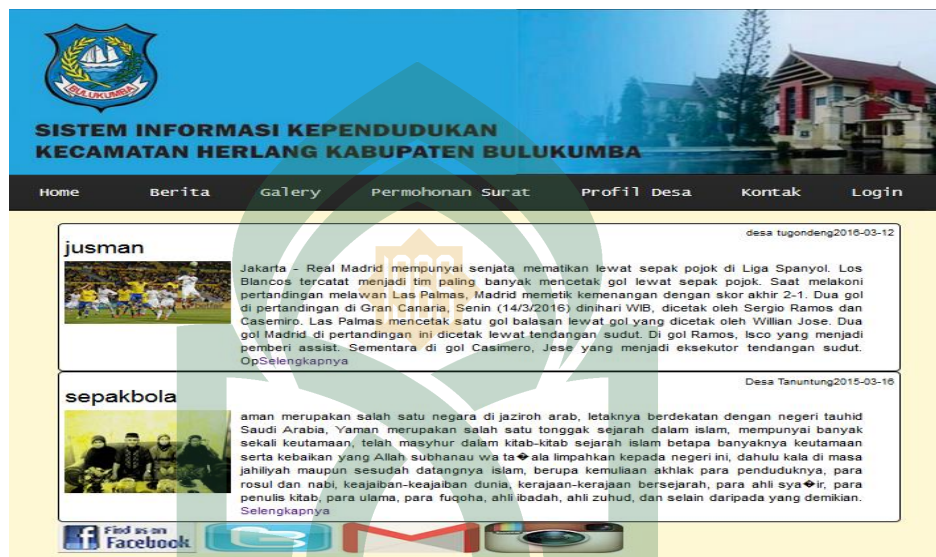 BULUKUMBA
SISTEM INFORMASI KEPENDUDUKAN
KECAMATAN HERLANG KABUPATEN BULUKUMBA
Home Berita Galery Permohonan Surat Profil Desa Kontak Login
desa tugondeng2016-03-12
jusman
Jakarta - Real Madrid mempunyai senjata mematikan lewat sepak pojok di Liga Spanyol. Los
Blancos tercatat menjadi tim paling banyak mencetak gol lewat sepak pojok. Saat melakoni
pertandingan melawan Las Palmas, Madrid memetik kemenangan dengan skor akhir 2-1. Dua gol
di pertandingan di Gran Canaria, Senin (14/3/2016) dinihari WIB, dicetak oleh Sergio Ramos dan
Casemiro. Las Palmas mencetak satu gol balasan lewat gol yang dicetak oleh Willian Jose. Dua
gol Madrid di pertandingan ini dicetak lewat tendangan sudut. Di gol Ramos, Isco yang menjadi
pemberi assist. Sementara di gol Casimero, Jese yang menjadi eksekutor tendangan sudut.
OpSelengkapnya
Desa Tanuntung2015-03-16
sepakbola
aman merupakan salah satu negara di jaziroh arab, letaknya berdekatan dengan negeri tauhid
Saudi Arabia, Yaman merupakan salah satu tonggak sejarah dalam islam, mempunyai banyak
sekali keutamaan, telah masyhur dalam kitab-kitab sejarah islam betapa banyaknya keutamaan
serta kebaikan yang Allah subhanau wa ta�ala limpahkan kepada negeri ini, dahulu kala di masa
jahiliyah maupun sesudah datangnya islam, berupa kemuliaan akhlak para penduduknya, para
rosul dan nabi, keajaiban-keajaiban dunia, kerajaan-kerajaan bersejarah, para ahli sya�ir, para
penulis kitab, para ulama, para fuqoha, ahli ibadah, ahli zuhud, dan selain daripada yang demikian.
Selengkapnya
Find us on
Facebook